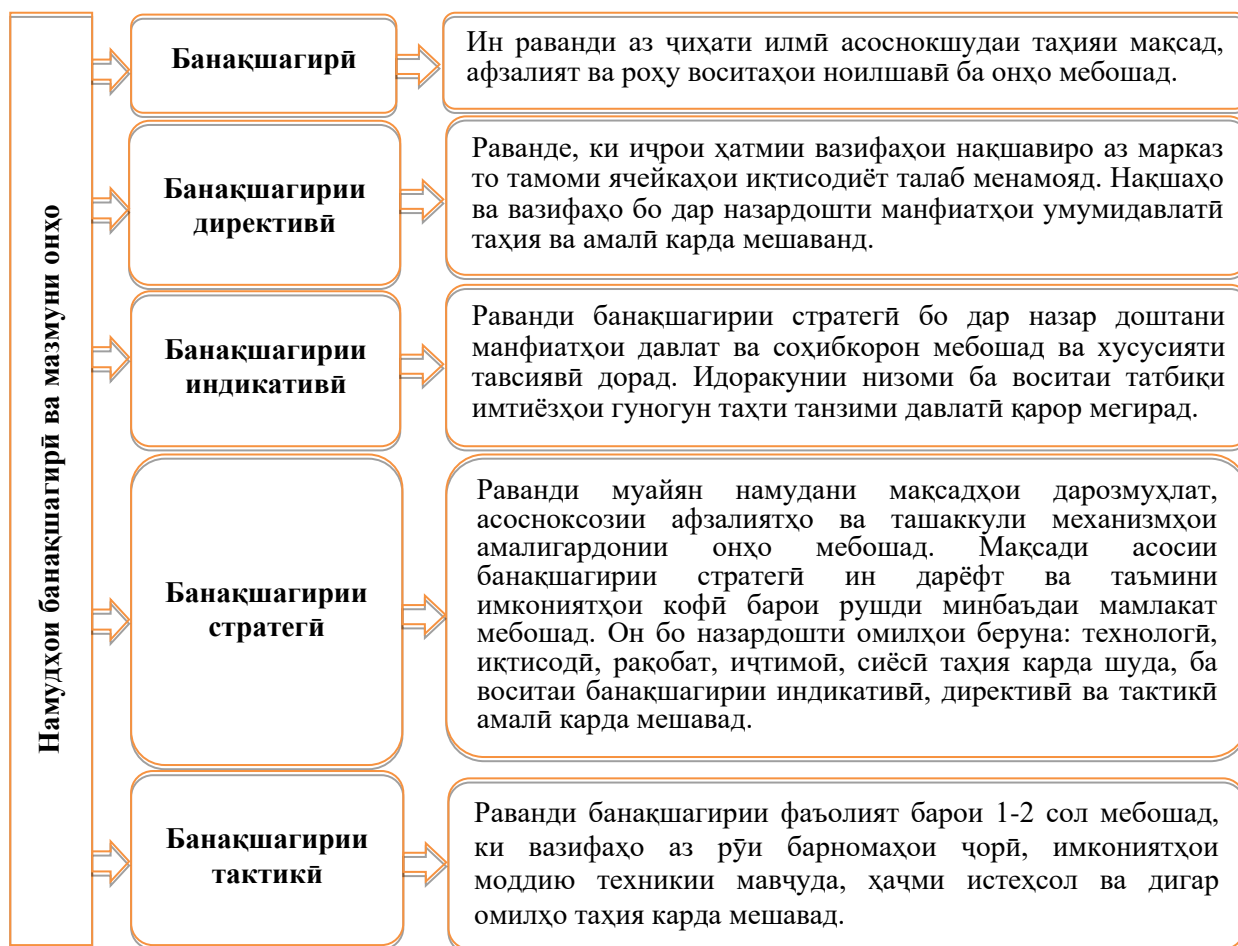 Намудҳои банақшагирӣ ва мазмуни онҳо
Банақшагирӣ
Ин раванди аз ҷиҳати илмӣ асоснокшудаи таҳияи мақсад,
афзалият ва роҳу воситаҳои ноилшавӣ ба онҳо мебошад.
Банақшагирии
директивӣ
Раванде, ки иҷрои ҳатмии вазифаҳои нақшавиро аз марказ
то тамоми ячейкаҳои иқтисодиёт талаб менамояд. Нақшаҳо
ва вазифаҳо бо дар назардошти манфиатҳои умумидавлатӣ
таҳия ва амалӣ карда мешаванд.
Банақшагирии
индикативӣ
Раванди банақшагирии стратегӣ бо дар назар доштани
манфиатҳои давлат ва соҳибкорон мебошад ва хусусияти
тавсиявӣ дорад. Идоракунии низоми ба воситаи татбиқи
имтиёзҳои гуногун таҳти танзими давлатӣ қарор мегирад.
Банақшагирии
стратегӣ
Раванди муайян намудани мақсадҳои дарозмуҳлат,
асосноксозии афзалиятҳо ва ташаккули механизмҳои
амалигардонии онҳо мебошад. Мақсади асосии
банақшагирии стратегӣ ин дарёфт ва таъмини
имкониятҳои кофӣ барои рушди минбаъдаи мамлакат
мебошад. Он бо назардошти омилҳои беруна: технологӣ,
иқтисодӣ, рақобат, иҷтимоӣ, сиёсӣ таҳия карда шуда, ба
воситаи банақшагирии индикативӣ, директивӣ ва тактикӣ
амалӣ карда мешавад.
Банақшагирии
тактикӣ
Раванди банақшагирии фаъолият барои 1-2 сол мебошад,
ки вазифаҳо аз рӯи барномаҳои ҷорӣ, имкониятҳои
моддию техникии мавҷуда, ҳаҷми истеҳсол ва дигар
омилҳо таҳия карда мешавад.